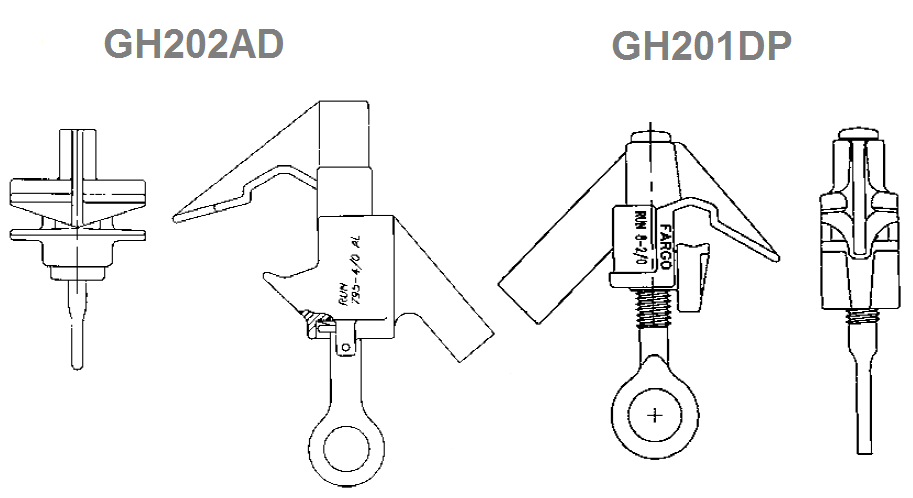 GH202AD
GH201DP
RUN
795-4/0 AL
RUN 8-2/0
FARGO